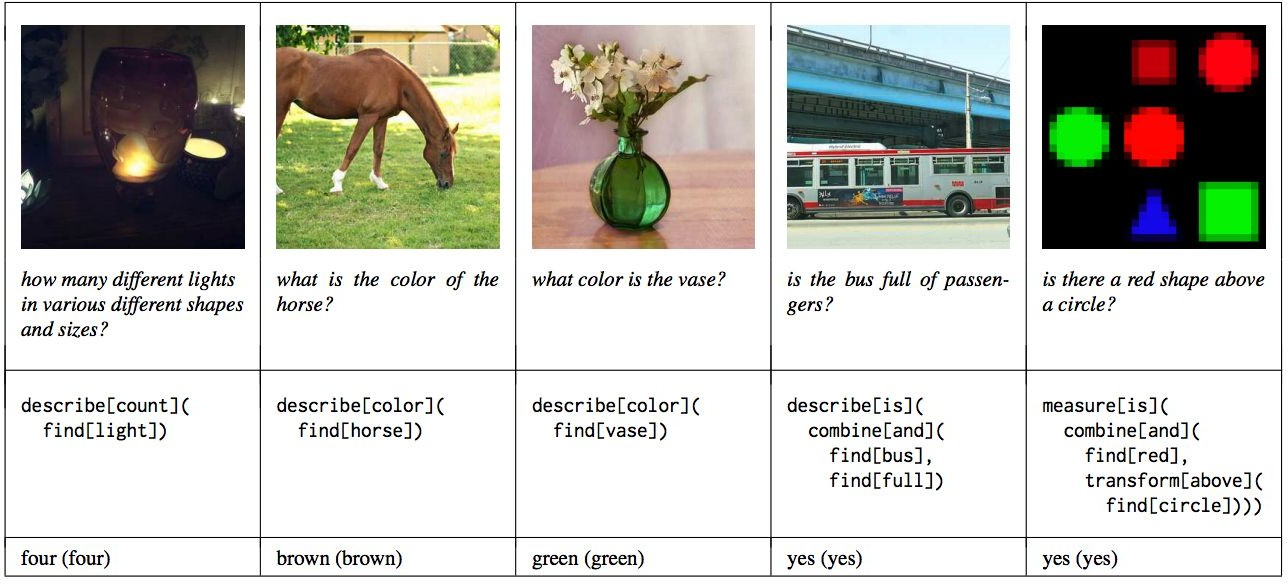 how many different lights
in various different shapes
and sizes?
what is the color of the
horse?
what color is the vase?
is the bus full of passen-
gers?
is there a red shape above
a circle?
describe[count](
find[light])
describe[color](
find[horse])
describe[color](
find[vase])
describe[is](
combine[and](
find[bus],
find[full])
measure[is](
combine[and](
find[red],
transform[above](
find[circle])))
four (four)
brown (brown)
green (green)
yes (yes)
yes (yes)